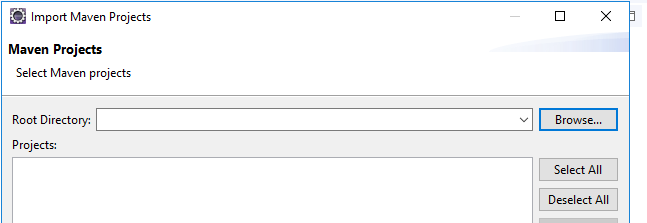 Import Maven Projects
Maven Projects
Select Maven projects
Root Directory:
Browse...
Projects:
Select All
Deselect All